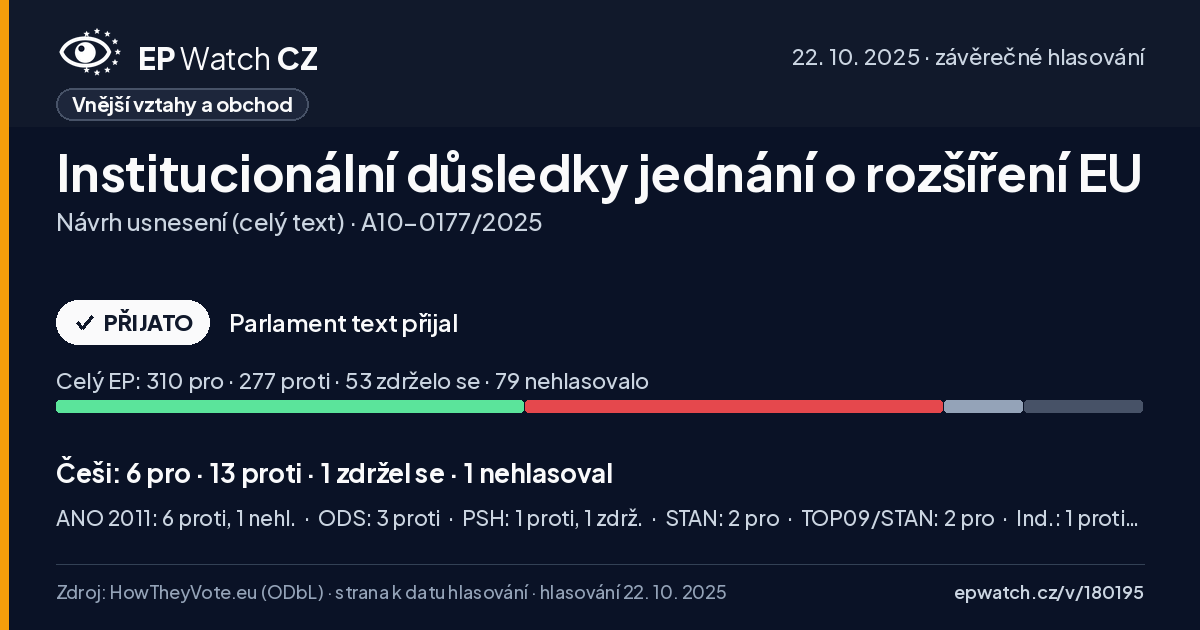 EP Watch CZ
22. 10. 2025 · závěrečné hlasování
Vnější vztahy a obchod
Institucionální důsledky jednání o rozšíření EU
Návrh usnesení (celý text) · A10-0177/2025
✓ PŘIJATO Parlament text přijal
Celý EP: 310 pro · 277 proti · 53 zdrželo se · 79 nehlasovalo
Češi: 6 pro · 13 proti · 1 zdržel se · 1 nehlasoval
ANO 2011: 6 proti, 1 nehl. · ODS: 3 proti · PSH: 1 proti, 1 zdrž. · STAN: 2 pro · TOP09/STAN: 2 pro · Ind.: 1 proti…
Zdroj: HowTheyVote.eu (ODbL) · strana k datu hlasování · hlasování 22. 10. 2025
epwatch.cz/v/180195